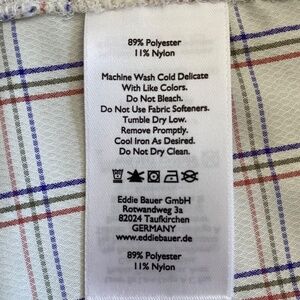 89% Polyester
11% Nylon
Machine Wash Cold Delicate
With Like Colors.
Do Not Bleach.
Do Not Use Fabric Softeners.
Tumble Dry Low.
Remove Promptly.
Cool Iron As Desired.
Do Not Dry Clean.
Eddie Bauer GmbH
Rotwandweg 3a
82024 Taufkirchen
GERMANY
www.eddiebauer.de
89% Polyester
11% Nylon